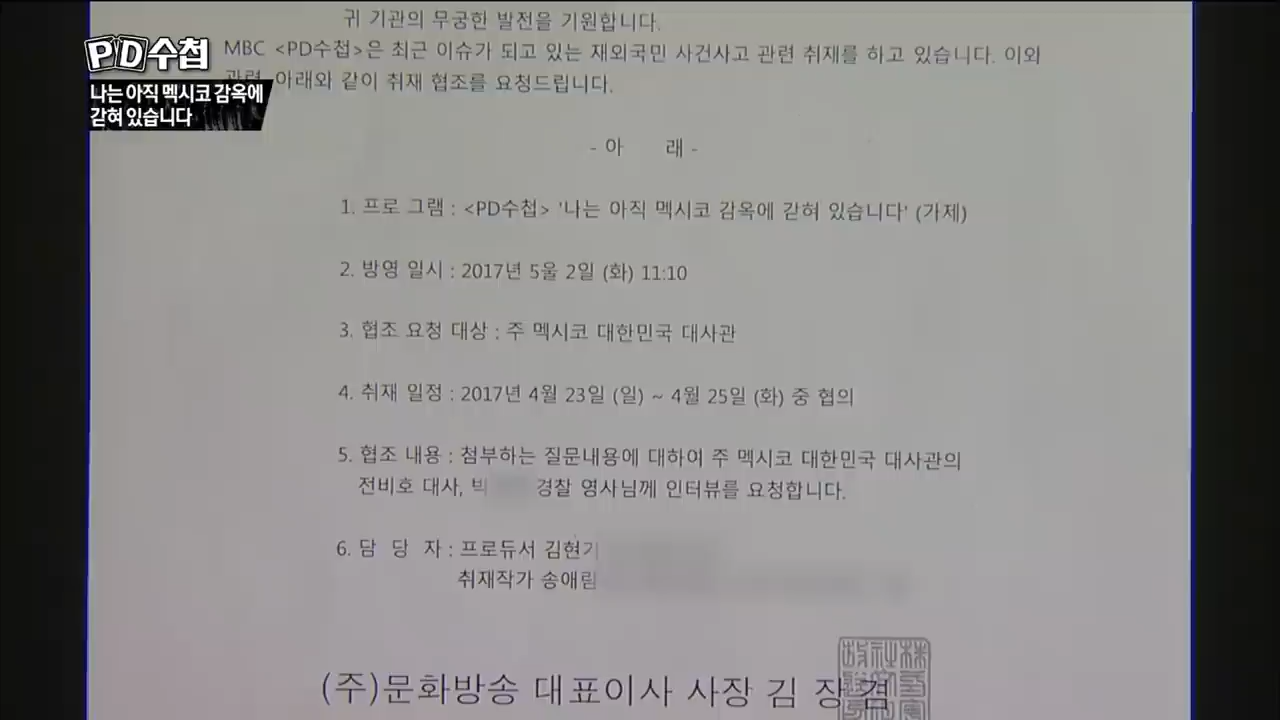 귀 기관의 무궁한 발전을 기원합니다.
PD수첩
MBC <PD수첩>은 최근 이슈가 되고 있는 재외국민 사건사고 관련 취재를 하고 있습니다. 이와
관련, 아래와 같이 취재 협조를 요청드립니다.
나는 아직 멕시코 감옥에
갇혀 있습니다
- 아 래 -
1. 프로 그램 : <PD수첩> '나는 아직 멕시코 감옥에 갇혀 있습니다' (가제)
2. 방영 일시 : 2017년 5울 2일 (화) 11:10
3. 협조 요청 대상 : 주 멕시코 대한민국 대사관
4. 취재 일정 : 2017년 4월 23일 (일) ~ 4월 25일 (화) 중 협의
5. 협조 내용 : 첨부하는 질문내용에 대하여 주 멕시코 대한민국 대사관의
전비호 대사, 박 경찰 영사님께 인터뷰를 요청합니다.
6. 담 당 자 : 프로듀서 김현기
취재작가 송애림
(주)문화방송 대표이사 사장 김 장 겸